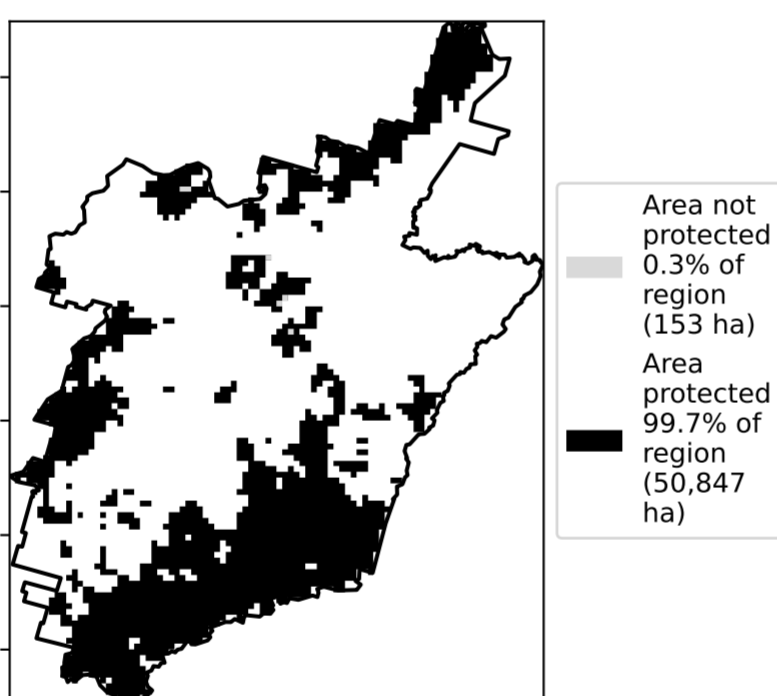 Area not
protected
0.3% of
region
(153 ha)
Area
protected
99.7% of
region
(50,847
ha)